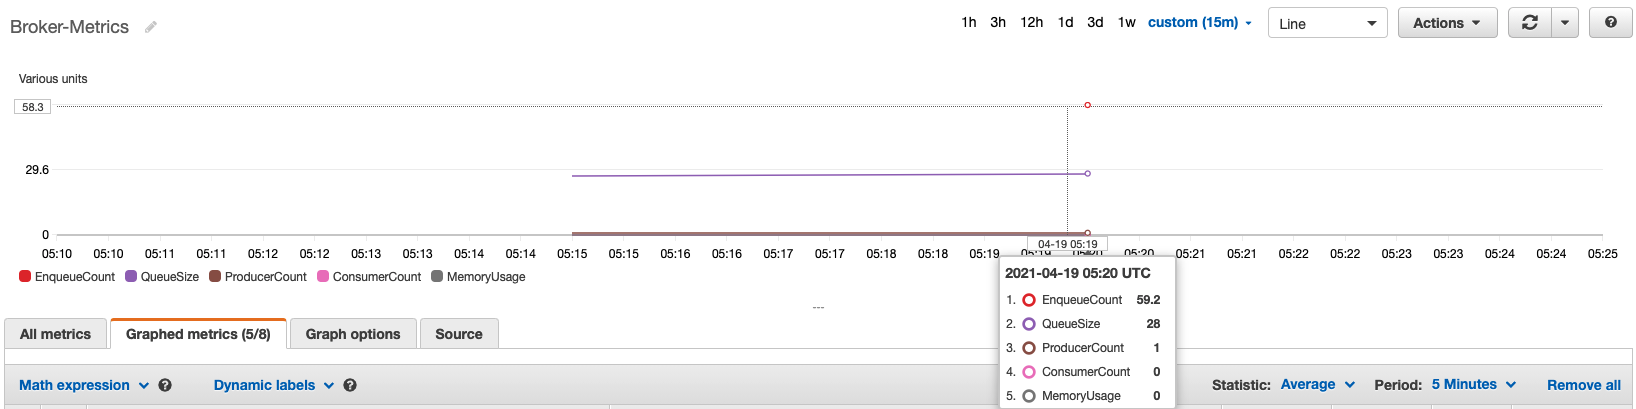 Broker-Metrics
1h 3h 12h 1d 3d 1w custom (15m) Line Actions
Various units
58.3
29.6
0
05:10 05:10 05:11 05:11 05:12 05:12 05:13 05:13 05:14 05:14 05:15 05:15 05:16 05:16 05:17 05:17 05:18 05:18 05:19 05:19 05:20 05:20 05:21 05:21 05:22 05:22 05:23 05:23 05:24 05:24 05:25
04-19 05:19
EnqueueCount QueueSize ProducerCount ConsumerCount MemoryUsage
2021-04-19 05:20 UTC
1. EnqueueCount 59.2
2. QueueSize 28
3. ProducerCount 1
4. ConsumerCount 0
5. MemoryUsage 0
All metrics Graphed metrics (5/8) Graph options Source
Math expression Dynamic labels Statistic: Average Period: 5 Minutes Remove all